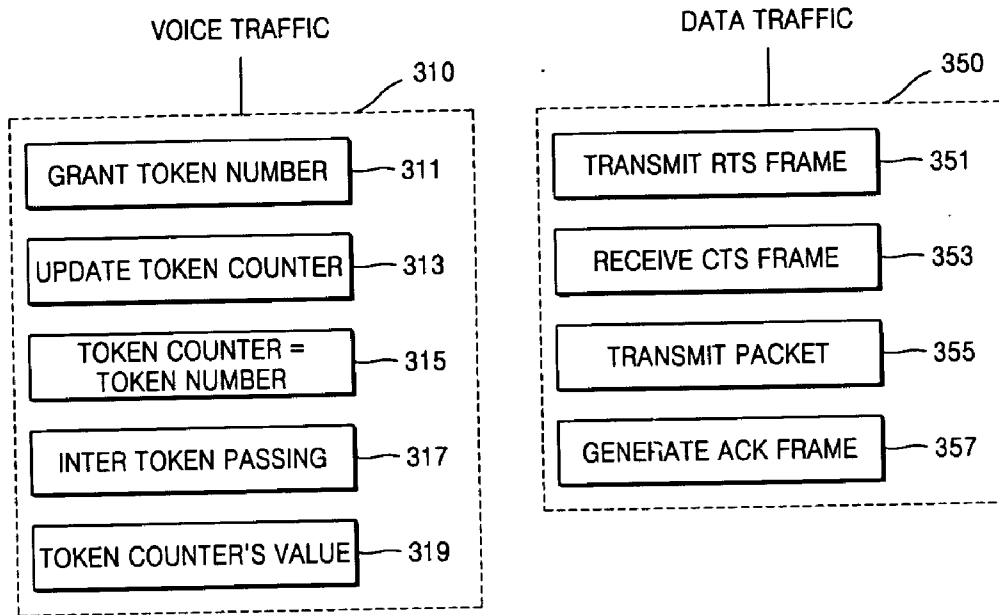 VOICE TRAFFIC
310
GRANT TOKEN NUMBER
311
UPDATE TOKEN COUNTER
313
TOKEN COUNTER =
TOKEN NUMBER
315
INTER TOKEN PASSING
317
TOKEN COUNTER'S VALUE
319
DATA TRAFFIC
350
TRANSMIT RTS FRAME
351
RECEIVE CTS FRAME
353
TRANSMIT PACKET
355
GENERATE ACK FRAME
357